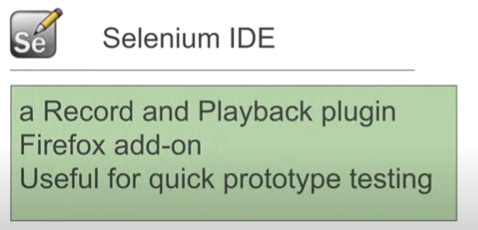 Se
Selenium IDE
a Record and Playback plugin
Firefox add-on
Useful for quick prototype testing